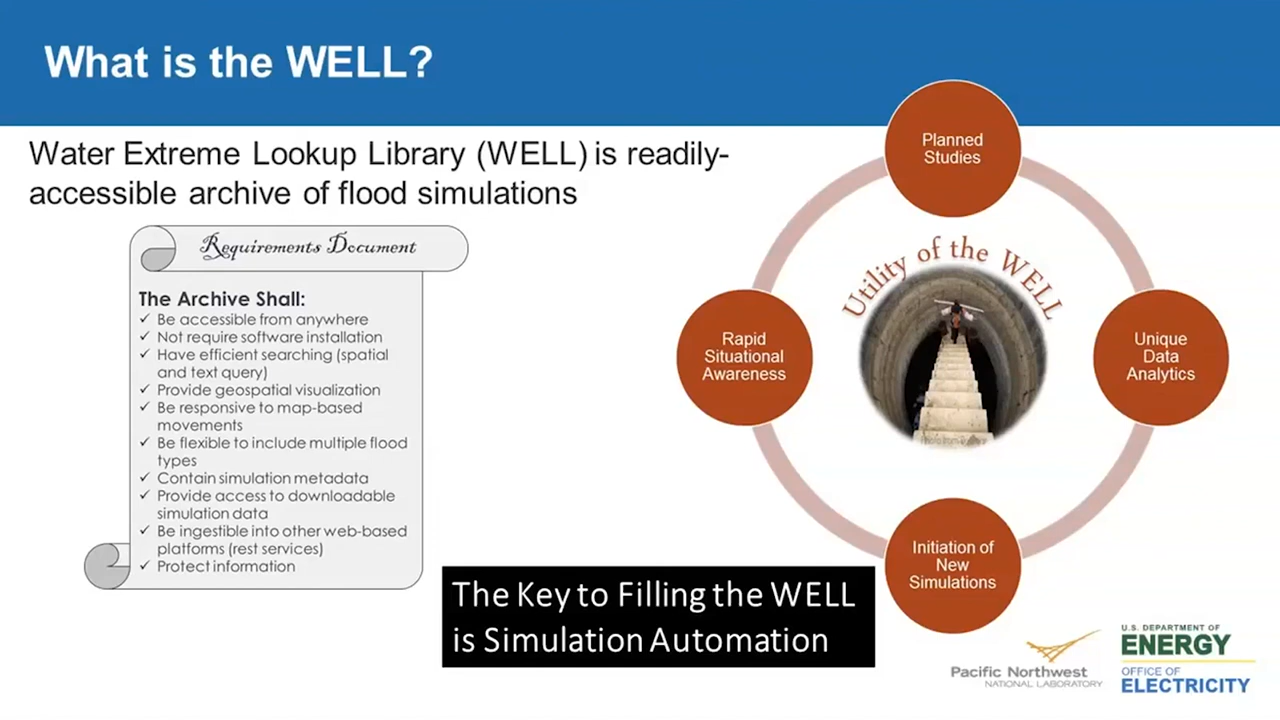 What is the WELL?
Water Extreme Lookup Library (WELL) is readily-
accessible archive of flood simulations
Requirements Document
The Archive Shall:
✓ Be accessible from anywhere
✓ Not require software installation
✓ Have efficient searching (spatial
and text query)
✓ Provide geospatial visualization
✓ Be responsive to map-based
movements
✓ Be flexible to include multiple flood
types
✓ Contain simulation metadata
✓ Provide access to downloadable
simulation data
✓ Be ingestible into other web-based
platforms (rest services)
✓ Protect information
The Key to Filling the WELL
is Simulation Automation
Planned
Studies
Utility of the WELL
Rapid
Situational
Awareness
Unique
Data
Analytics
Initiation of
New
Simulations
Pacific Northwest
NATIONAL LABORATORY
U.S. DEPARTMENT OF
ENERGY
OFFICE OF
ELECTRICITY